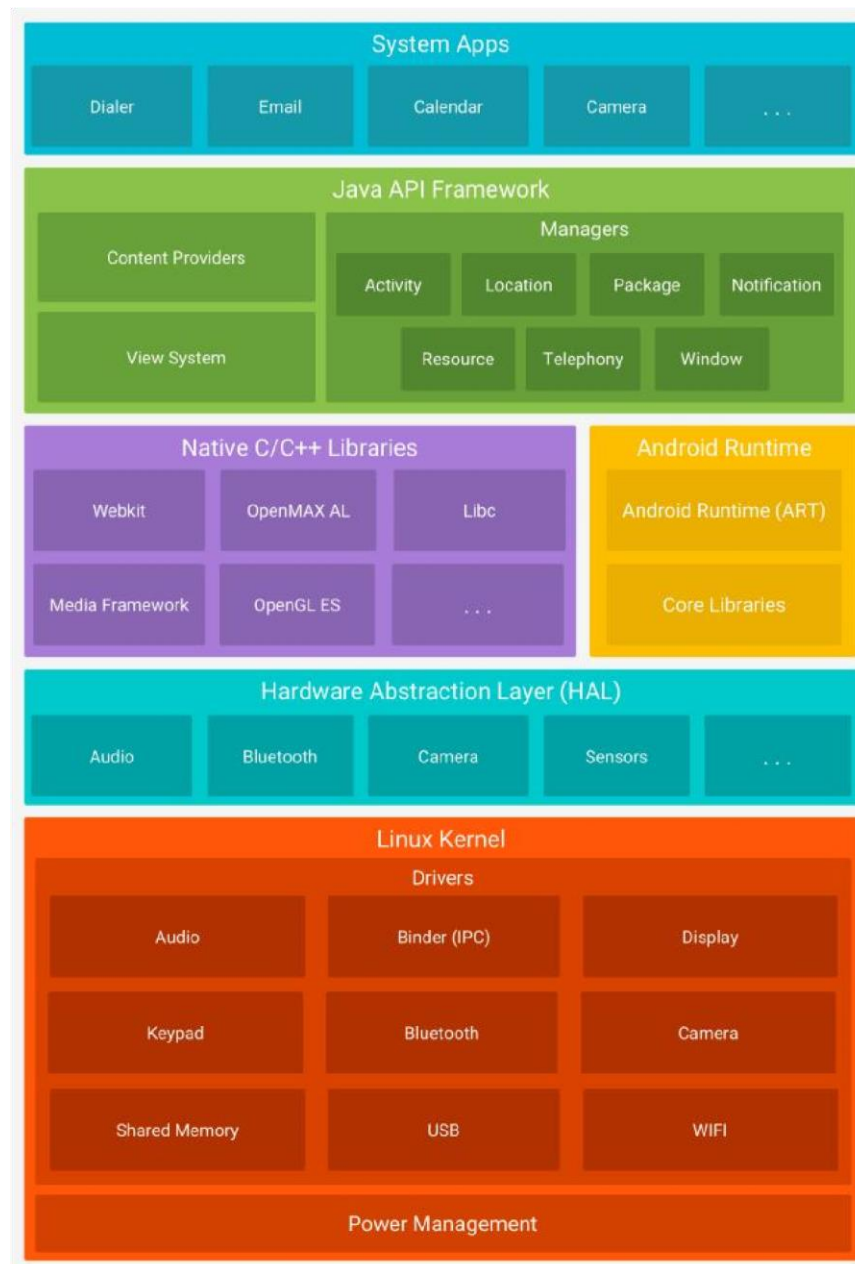 System Apps
Dialer Email Calendar Camera . . .
Java API Framework
Content Providers
View System
Managers
Activity Location Package Notification
Resource Telephony Window
Native C/C++ Libraries
Webkit OpenMAX AL Libc
Media Framework OpenGL ES . . .
Android Runtime
Android Runtime (ART)
Core Libraries
Hardware Abstraction Layer (HAL)
Audio Bluetooth Camera Sensors . . .
Linux Kernel
Drivers
Audio Binder (IPC) Display
Keypad Bluetooth Camera
Shared Memory USB WIFI
Power Management